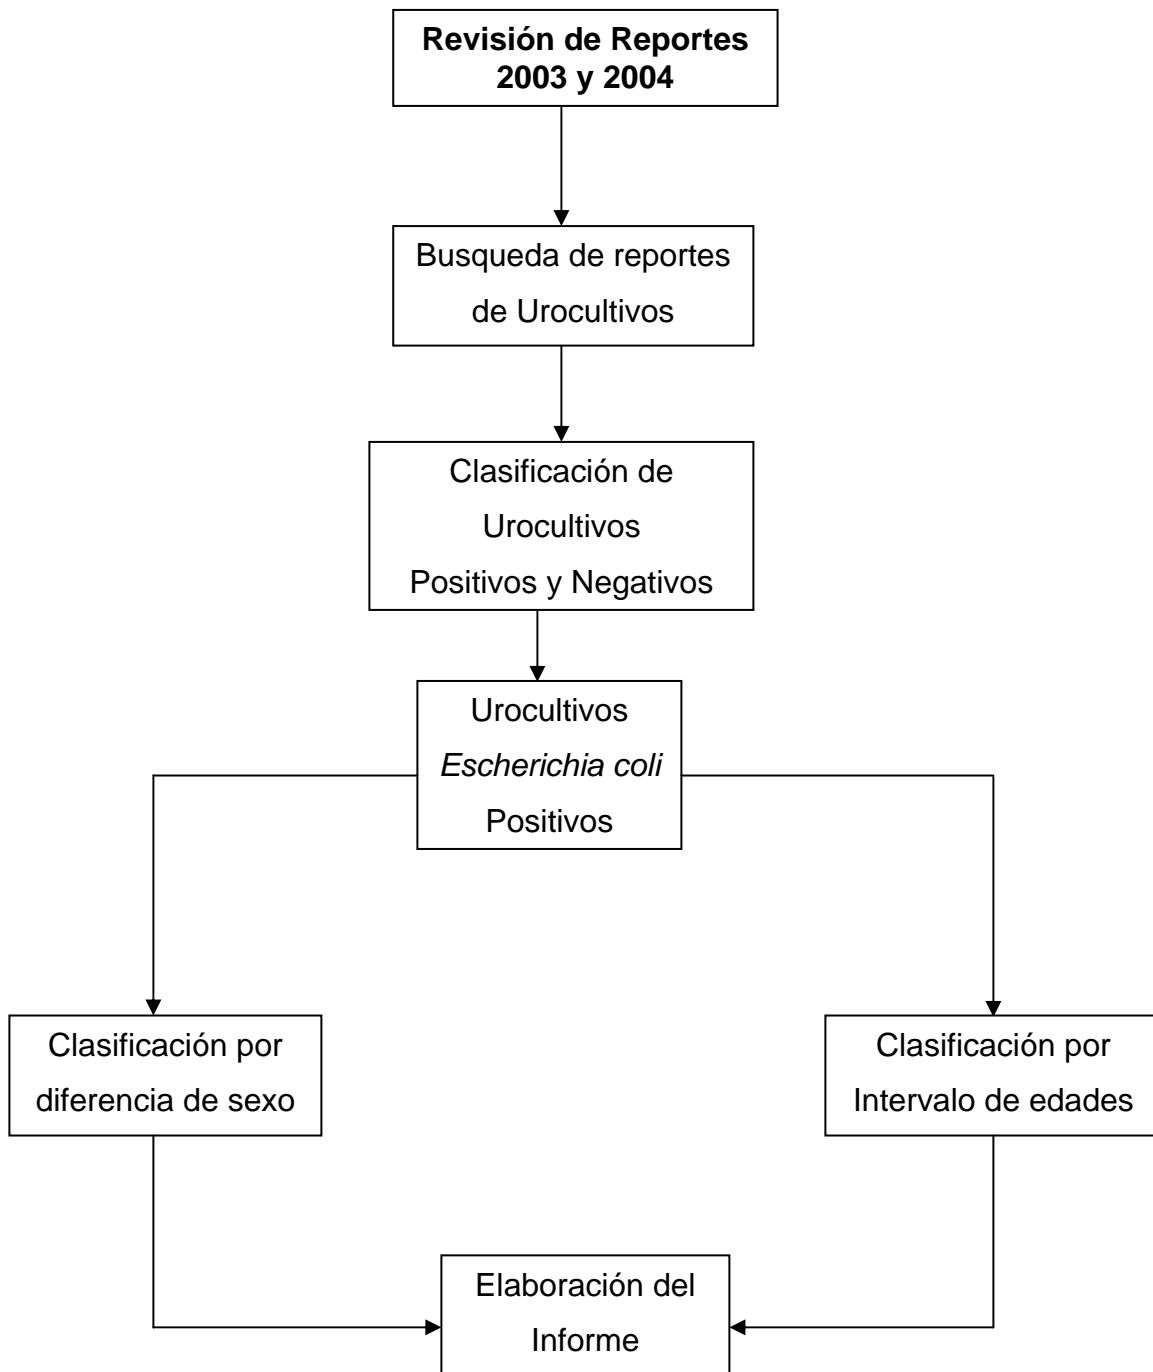 Revisión de Reportes
2003 y 2004
Busqueda de reportes
de Urocultivos
Clasificación de
Urocultivos
Positivos y Negativos
Urocultivos
Escherichia coli
Positivos
Clasificación por
diferencia de sexo
Clasificación por
Intervalo de edades
Elaboración del
Informe